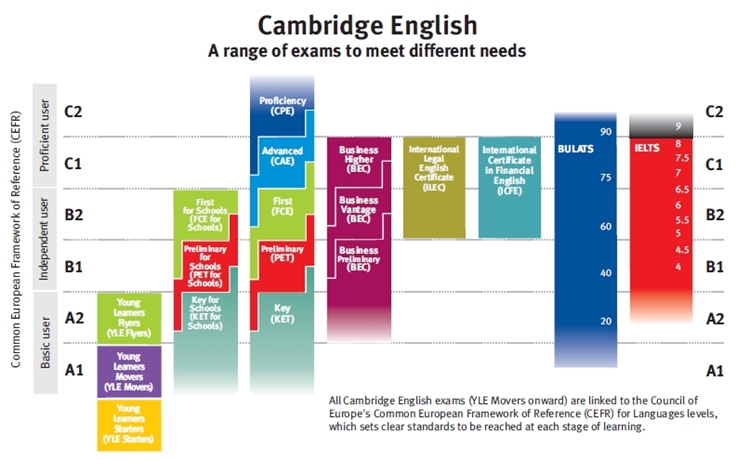 Cambridge English
A range of exams to meet different needs
Common European Framework of Reference (CEFR)
Proficient user
Independent user
Basic user
C2
C1
B2
B1
A2
A1
Young
Learners
Flyers
(YLE Flyers)
Young
Learners
Movers
(YLE Movers)
Young
Learners
Starters
(YLE Starters)
First
for Schools
(FCE for
Schools)
Preliminary
for
Schools
(PET for
Schools)
Key for
Schools
(KET for
Schools)
Proficiency
(CPE)
Advanced
(CAE)
First
(FCE)
Preliminary
(PET)
Key
(KET)
Business
Higher
(BEC)
Business
Vantage
(BEC)
Business
Preliminary
(BEC)
International
Legal
English
Certificate
(ILEC)
International
Certificate
in Financial
English
(ICFE)
BULATS
90
75
60
40
20
IELTS
9
8
7.5
7
6.5
6
5.5
5
4.5
4
C2
C1
B2
B1
A2
A1
All Cambridge English exams (YLE Movers onward) are linked to the Council of
Europe's Common European Framework of Reference (CEFR) for Languages levels,
which sets clear standards to be reached at each stage of learning.